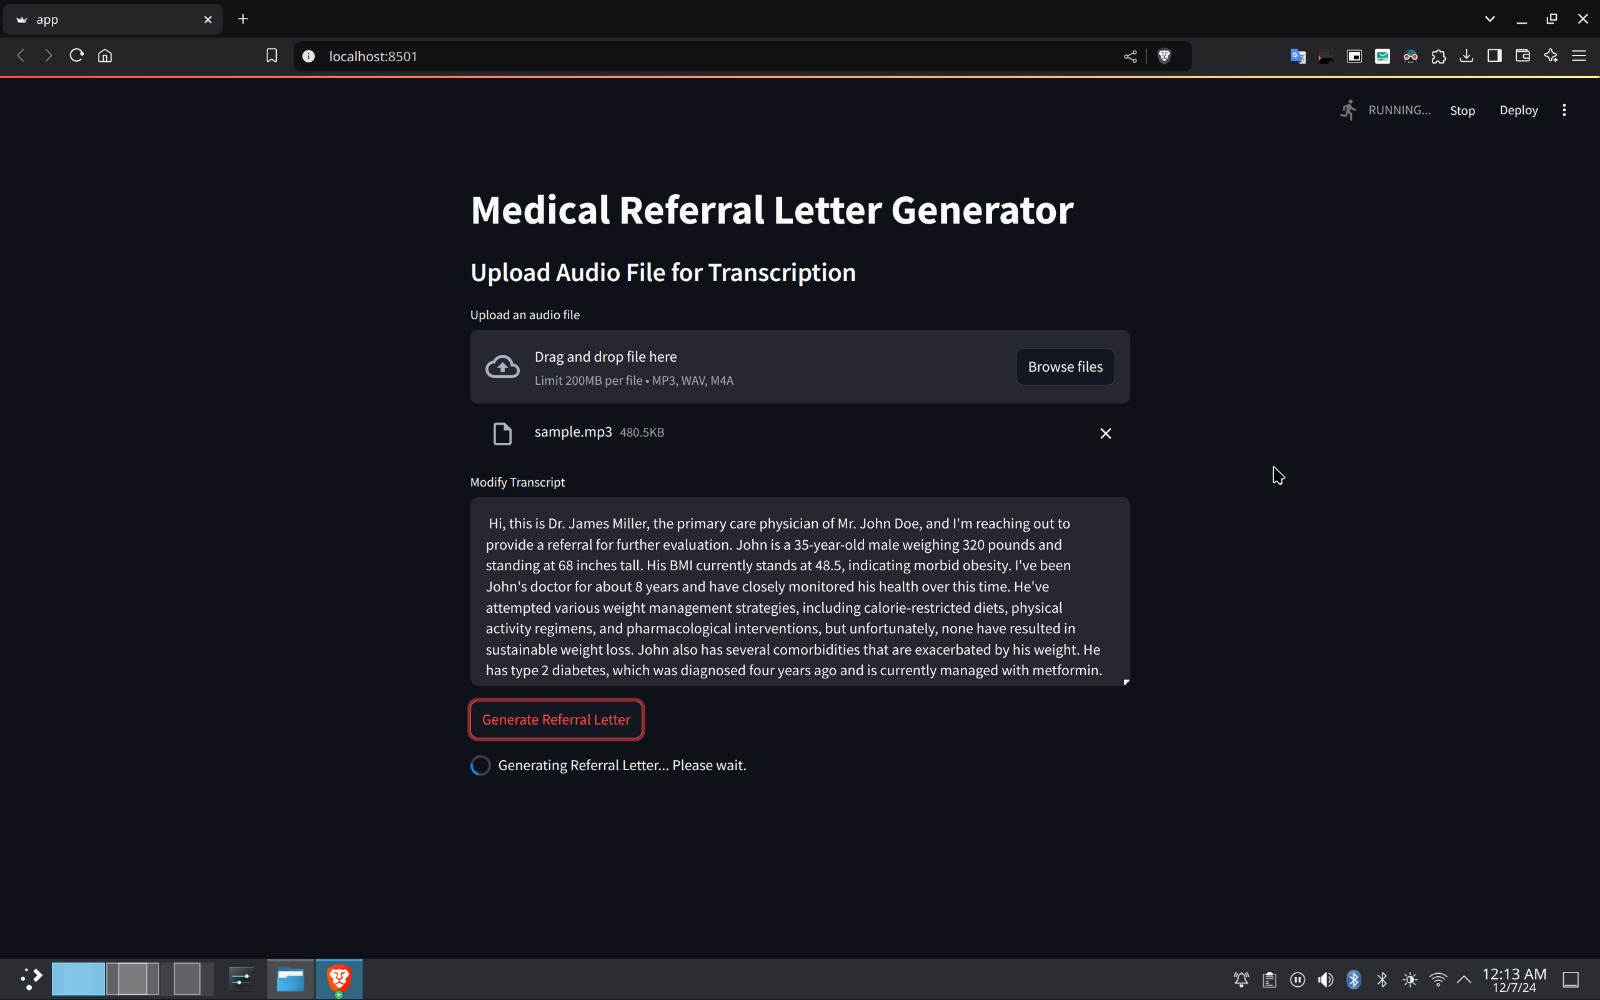 app
localhost:8501
RUNNING...
Stop
Deploy
Medical Referral Letter Generator
Upload Audio File for Transcription
Upload an audio file
Drag and drop file here
Limit 200MB per file • MP3, WAV, M4A
Browse files
sample.mp3 480.5KB
Modify Transcript
Hi, this is Dr. James Miller, the primary care physician of Mr. John Doe, and I'm reaching out to
provide a referral for further evaluation. John is a 35-year-old male weighing 320 pounds and
standing at 68 inches tall. His BMI currently stands at 48.5, indicating morbid obesity. I've been
John's doctor for about 8 years and have closely monitored his health over this time. He've
attempted various weight management strategies, including calorie-restricted diets, physical
activity regimens, and pharmacological interventions, but unfortunately, none have resulted in
sustainable weight loss. John also has several comorbidities that are exacerbated by his weight. He
has type 2 diabetes, which was diagnosed four years ago and is currently managed with metformin.
Generate Referral Letter
Generating Referral Letter... Please wait.
12:13 AM
12/7/24